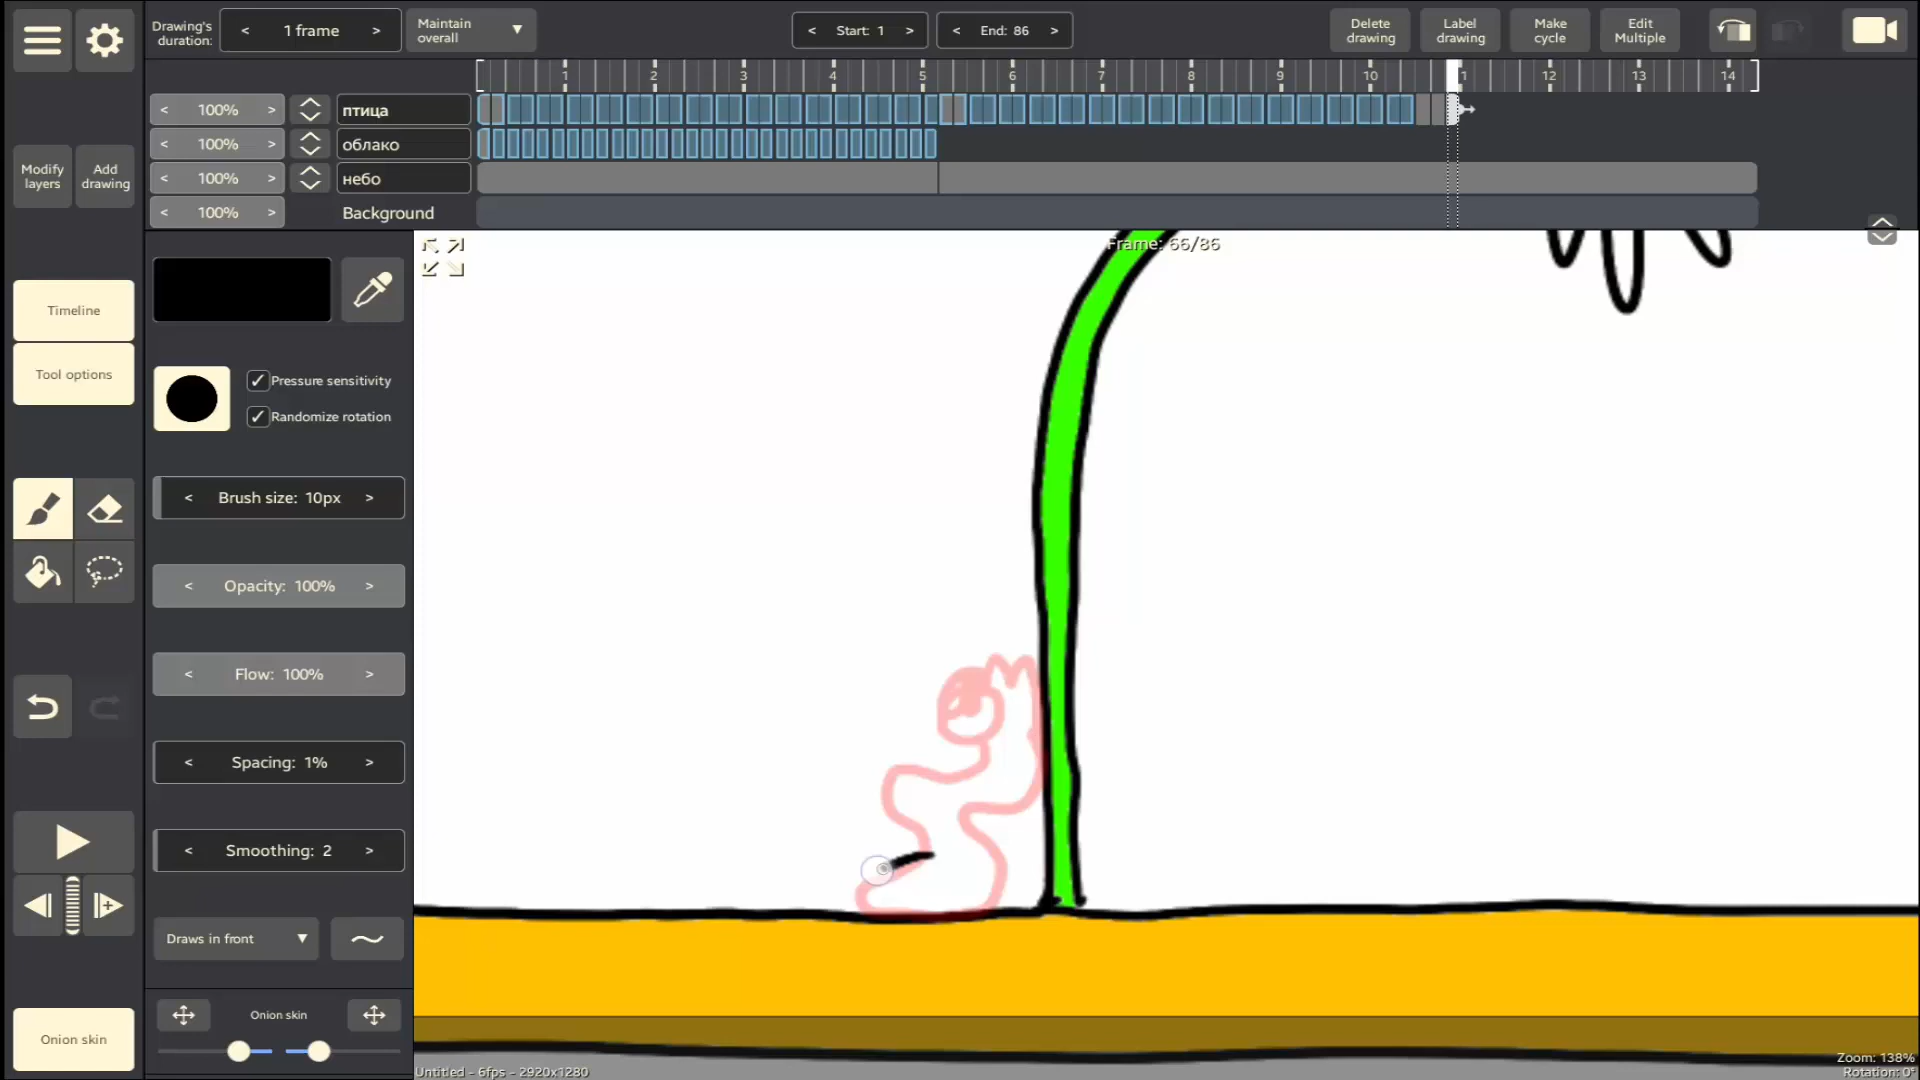 Drawing's
duration:
< 1 frame >
Maintain
overall
< Start: 1 >
< End: 86 >
Delete
drawing
Label
drawing
Make
cycle
Edit
Multiple
1 2 3 4 5 6 7 8 9 10 1 12 13 14
< 100% > птица
< 100% > облако
< 100% > небо
< 100% > Background
Modify
layers
Add
drawing
Frame: 66/86
Timeline
Tool options
Pressure sensitivity
Randomize rotation
< Brush size: 10px >
< Opacity: 100% >
< Flow: 100% >
< Spacing: 1% >
< Smoothing: 2 >
Draws in front
Onion skin
Onion skin
Zoom: 138%
Untitled - 6fps - 2920x1280
Rotation: 0°